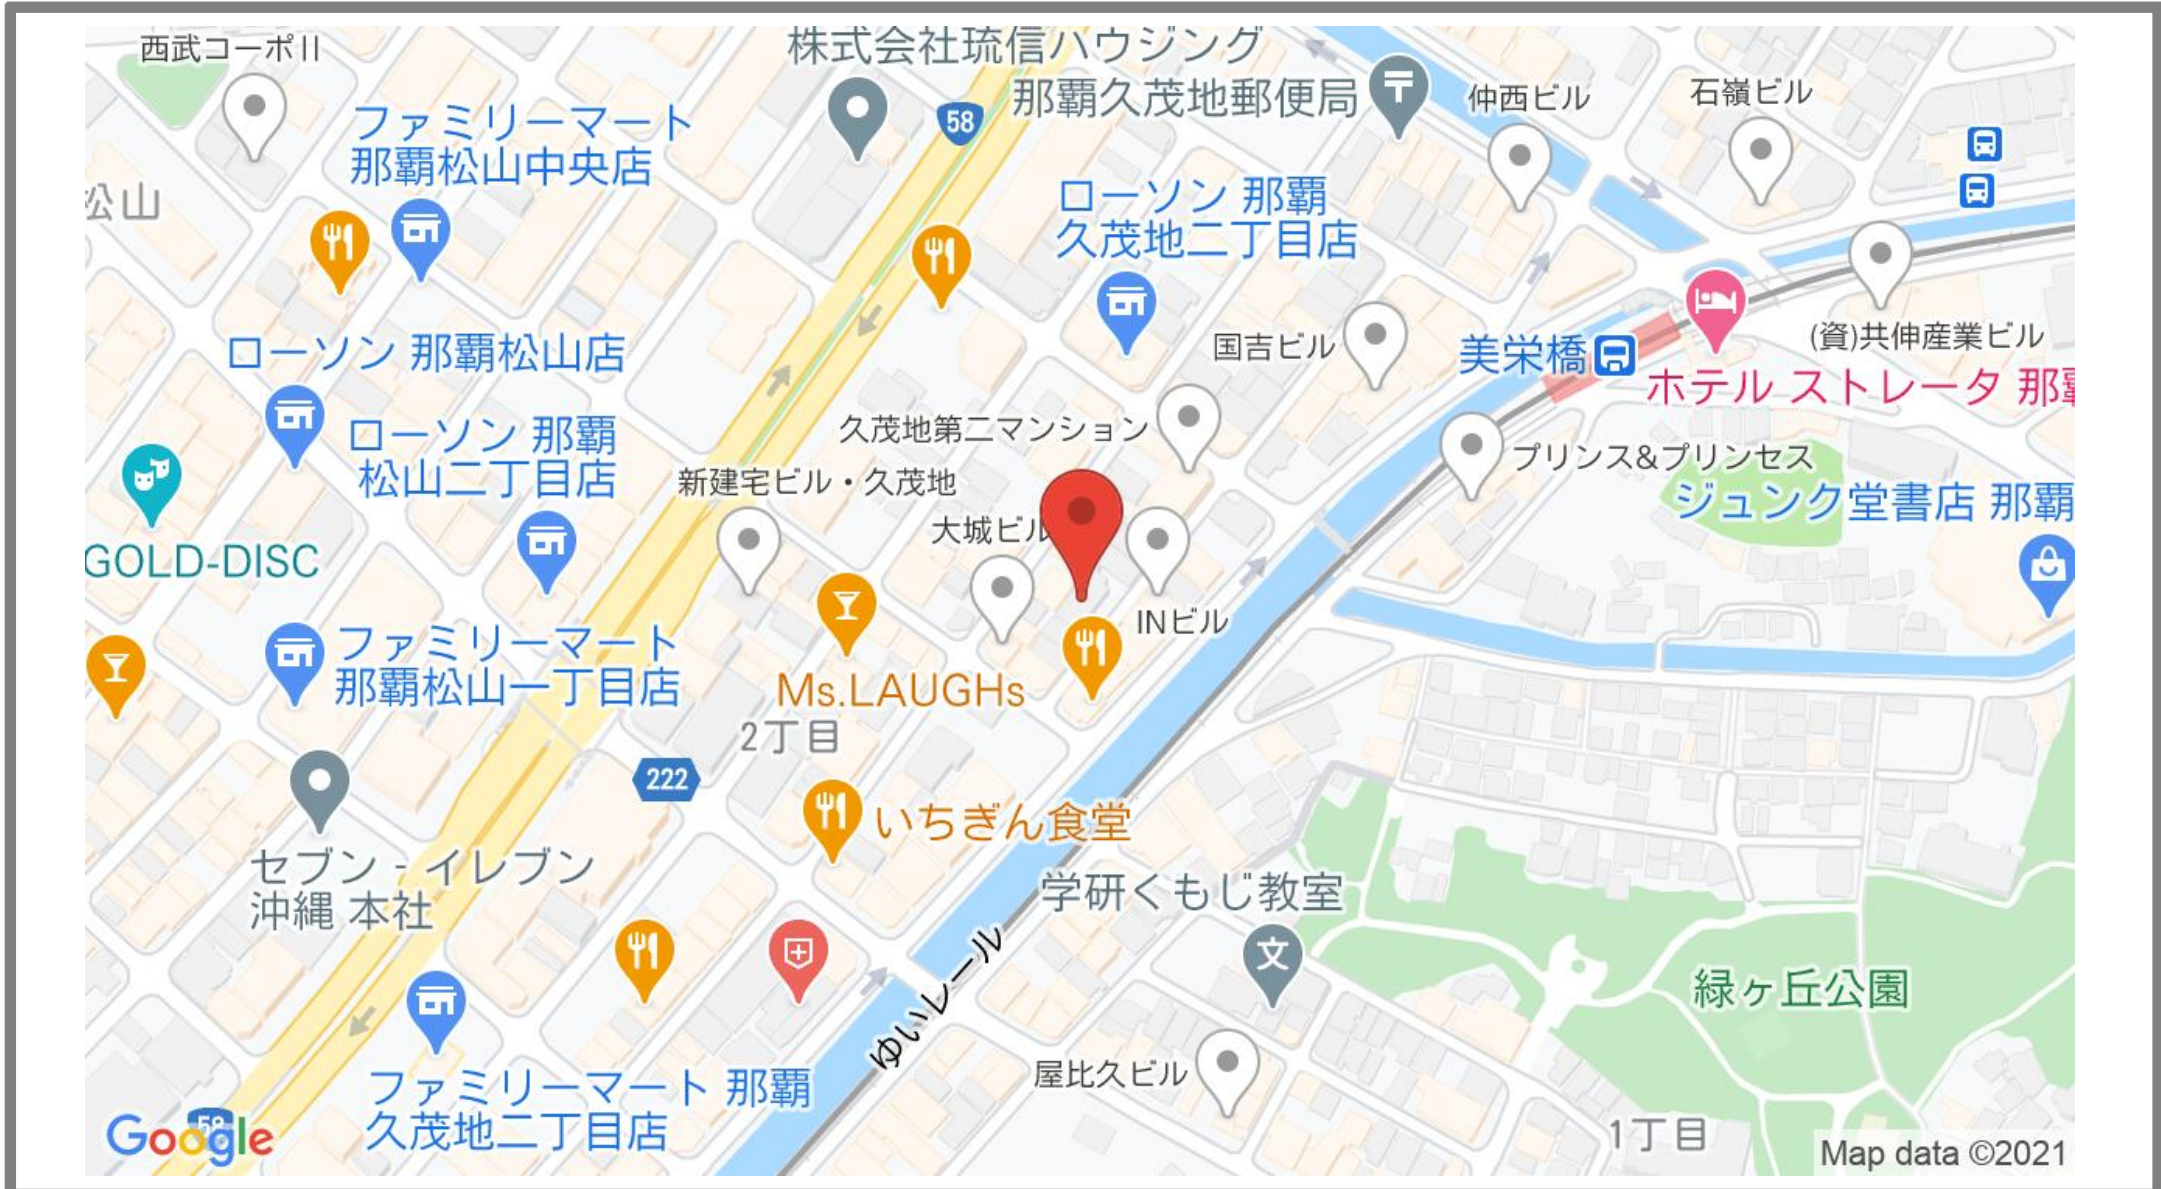 西武コーポⅡ
株式会社琉信ハウジング
ファミリーマート
那覇松山中央店
58
那覇久茂地郵便局
仲西ビル
石嶺ビル
松山
ローソン 那覇
久茂地二丁目店
ローソン 那覇松山店
国吉ビル
美栄橋
(資)共伸産業ビル
ホテル ストレータ 那覇
ローソン 那覇
松山二丁目店
久茂地第二マンション
プリンス&プリンセス
新建宅ビル・久茂地
大城ビル
ジュンク堂書店 那覇
GOLD-DISC
INビル
ファミリーマート
那覇松山一丁目店
Ms.LAUGHs
2丁目
222
いちぎん食堂
セブン - イレブン
沖縄 本社
学研くもじ教室
文
緑ヶ丘公園
ゆいレール
屋比久ビル
ファミリーマート 那覇
久茂地二丁目店
58
Google
1丁目
Map data ©2021